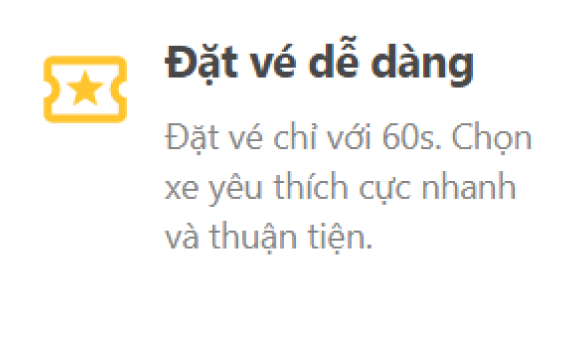 Đặt vé dễ dàng
Đặt vé chỉ với 60s. Chọn
xe yêu thích cực nhanh
và thuận tiện.